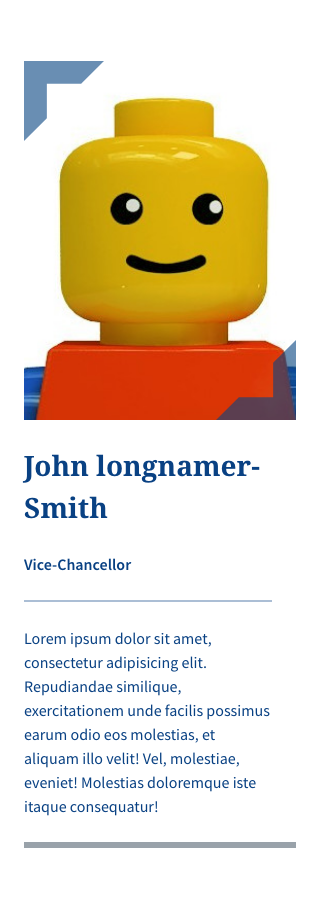 John longnamer-
Smith
Vice-Chancellor
Lorem ipsum dolor sit amet,
consectetur adipisicing elit.
Repudiandae similique,
exercitationem unde facilis possimus
earum odio eos molestias, et
aliquam illo velit! Vel, molestiae,
eveniet! Molestias doloremque iste
itaque consequatur!